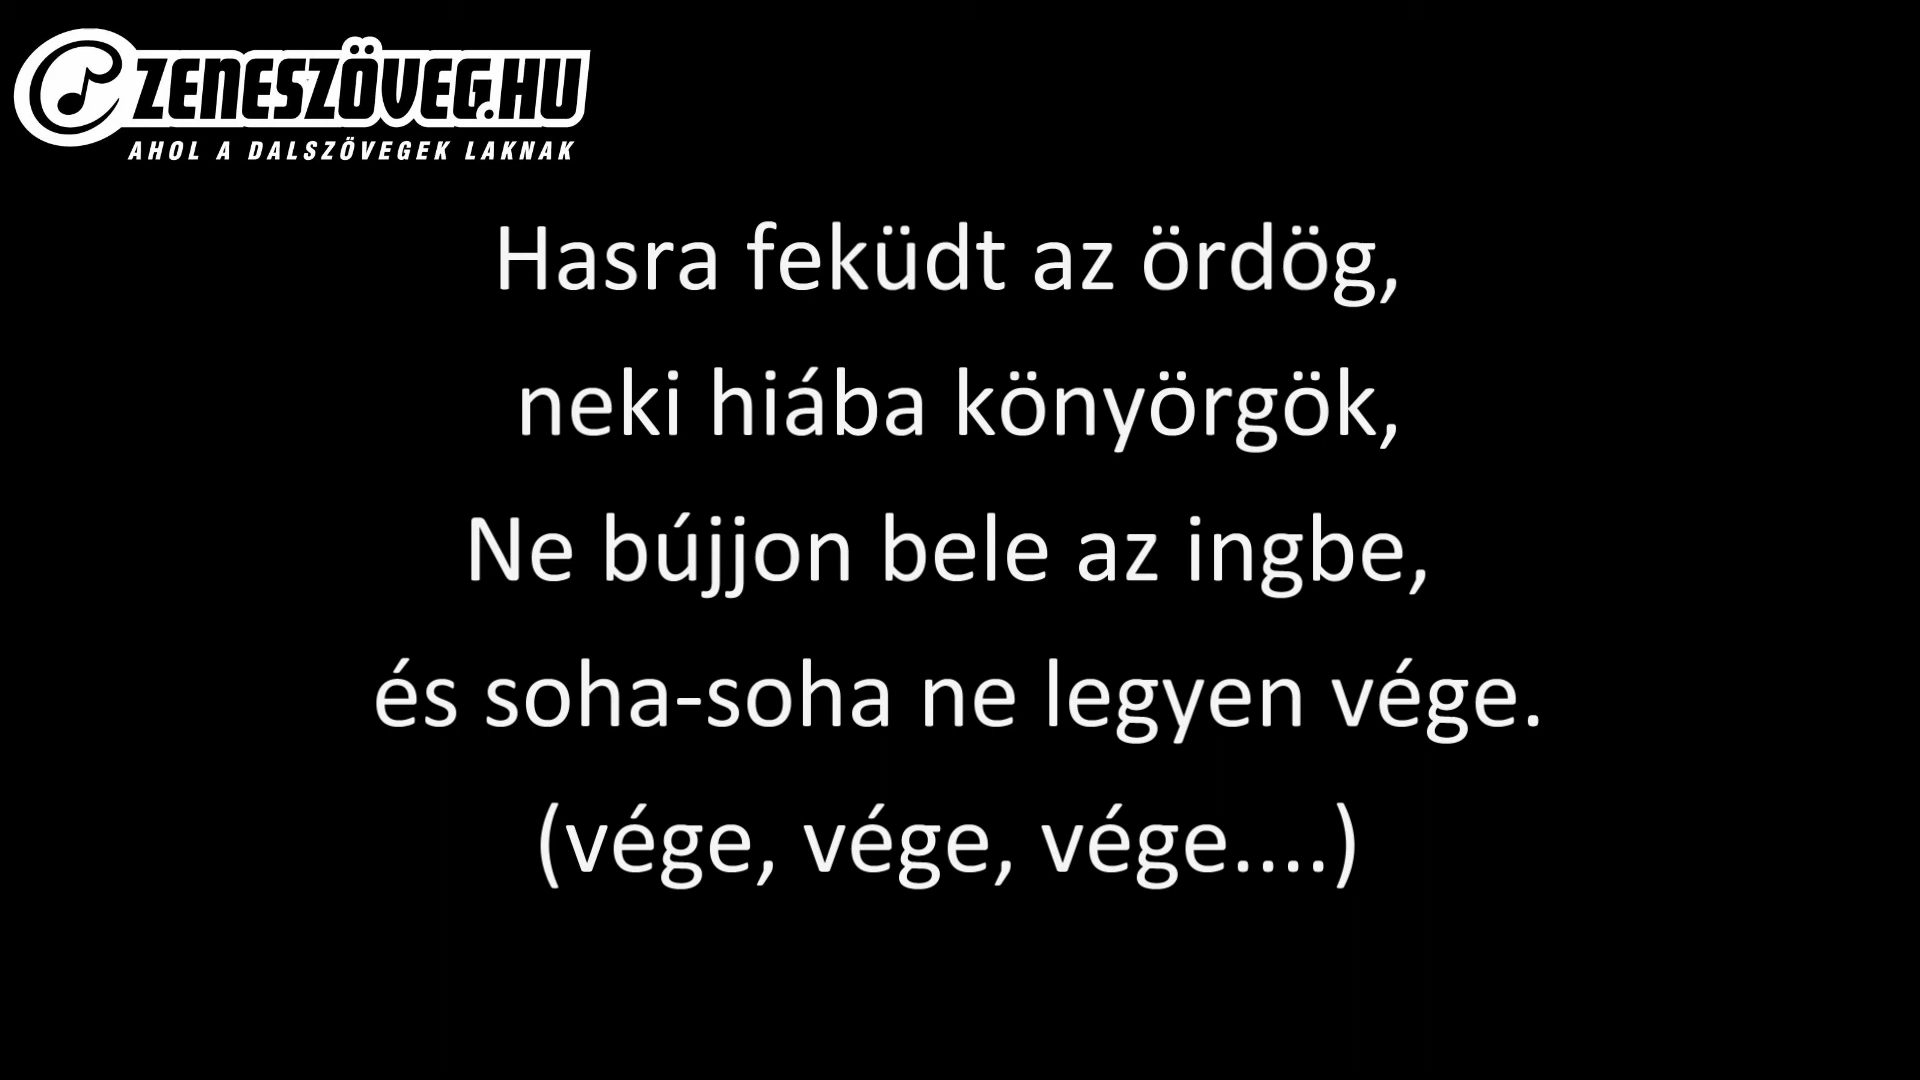 ZENESZÖVEG.HU
AHOL A DALSZÖVEGEK LAKNAK
Hasra feküdt az ördög,
neki hiába könyörgök,
Ne bújjon bele az ingbe,
és soha-soha ne legyen vége.
(vége, vége, vége....)